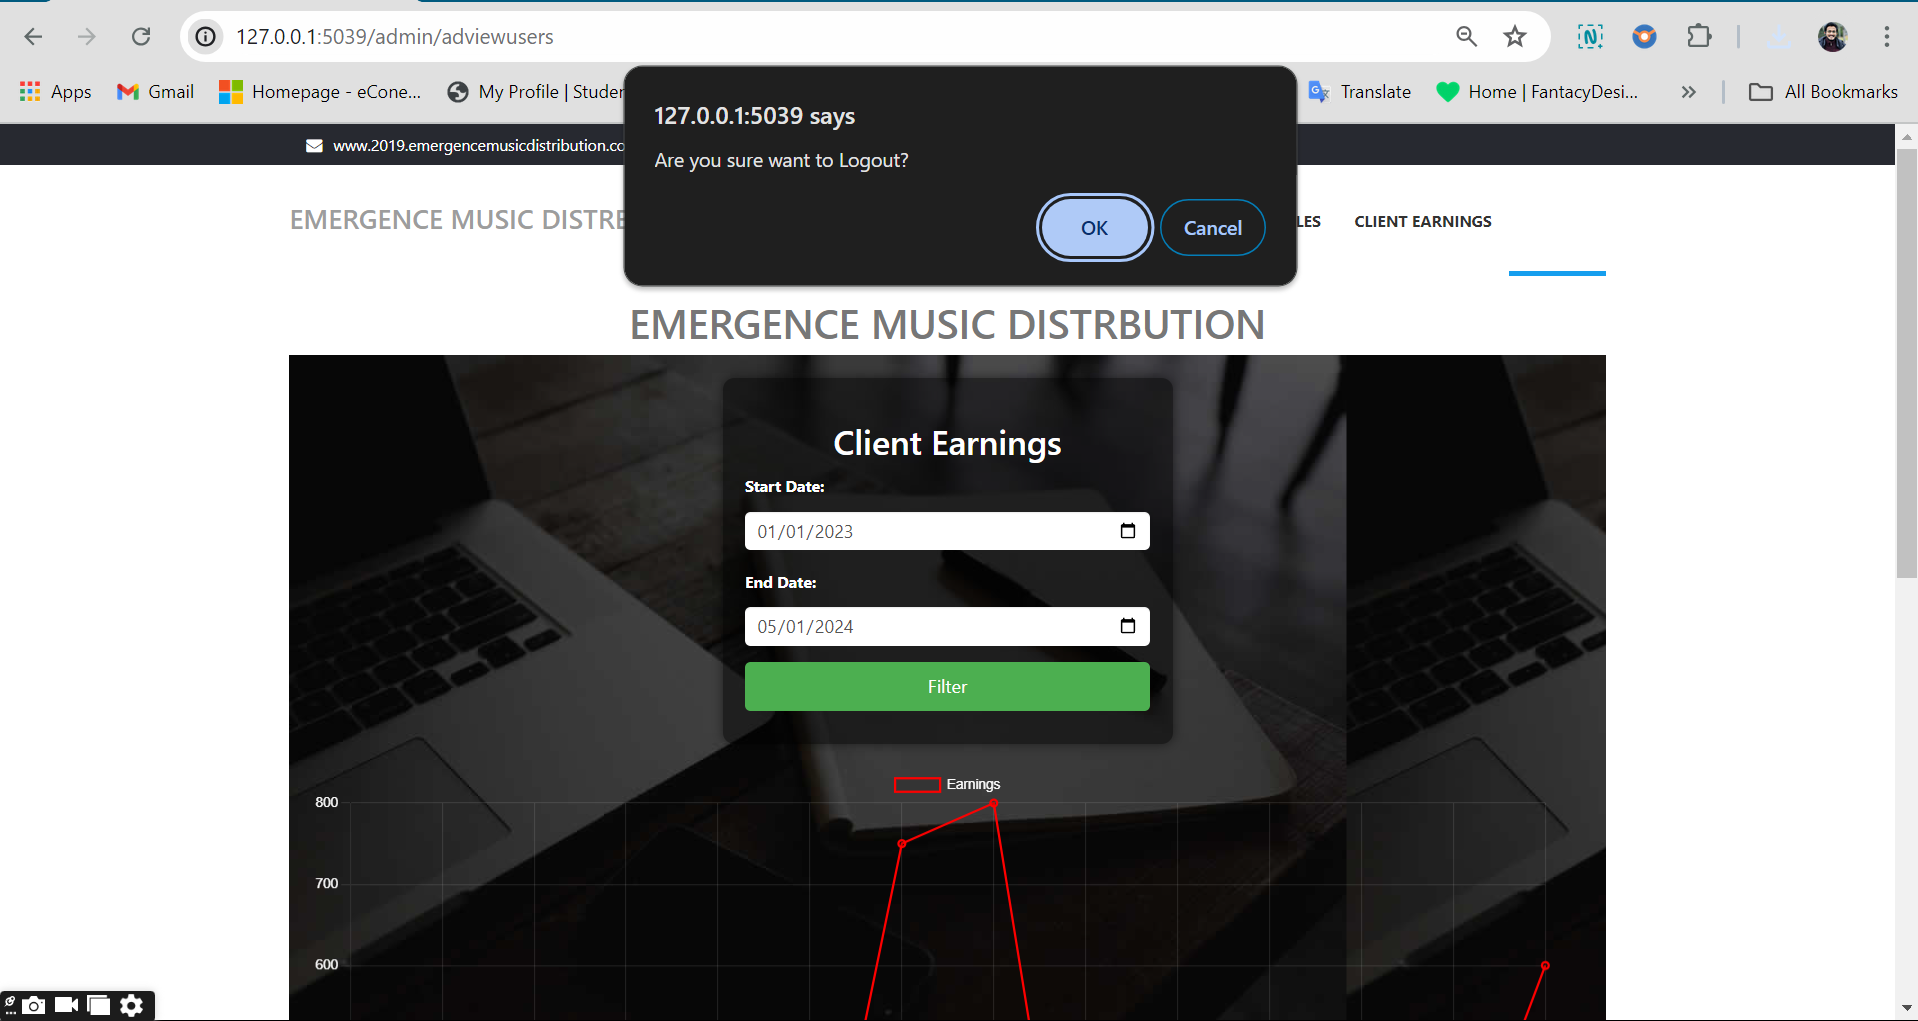 127.0.0.1:5039/admin/adviewusers
Apps
Gmail
Homepage - eCone...
My Profile | Studen
Translate
Home | FantacyDesi...
All Bookmarks
127.0.0.1:5039 says
Are you sure want to Logout?
OK
Cancel
www.2019.emergencemusicdistribution.co
EMERGENCE MUSIC DISTRE
LES
CLIENT EARNINGS
EMERGENCE MUSIC DISTRBUTION
Client Earnings
Start Date:
01/01/2023
End Date:
05/01/2024
Filter
Earnings
800
700
600